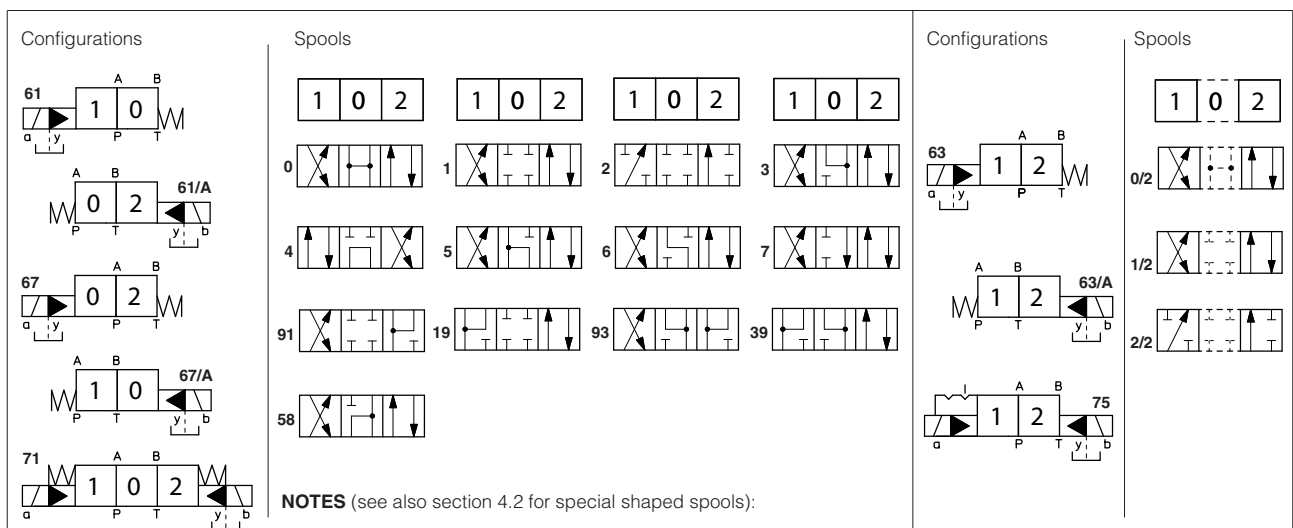 Configurations
Spools
Configurations
Spools
61
A B
1 0
a y P T
A B 61/A
0 2
P T y b
67
A B
0 2
a y P T
A B 67/A
1 0
P T y b
71
A B
1 0 2
a P T y b
1 0 2
1 0 2
1 0 2
1 0 2
0
1
2
3
4
5
6
7
91
19
93
39
58
NOTES (see also section 4.2 for special shaped spools):
63
A B
1 2
a y P T
A B
1 2 63/A
P T y b
A B
75
1 2
a P T y b
1 0 2
0/2
1/2
2/2